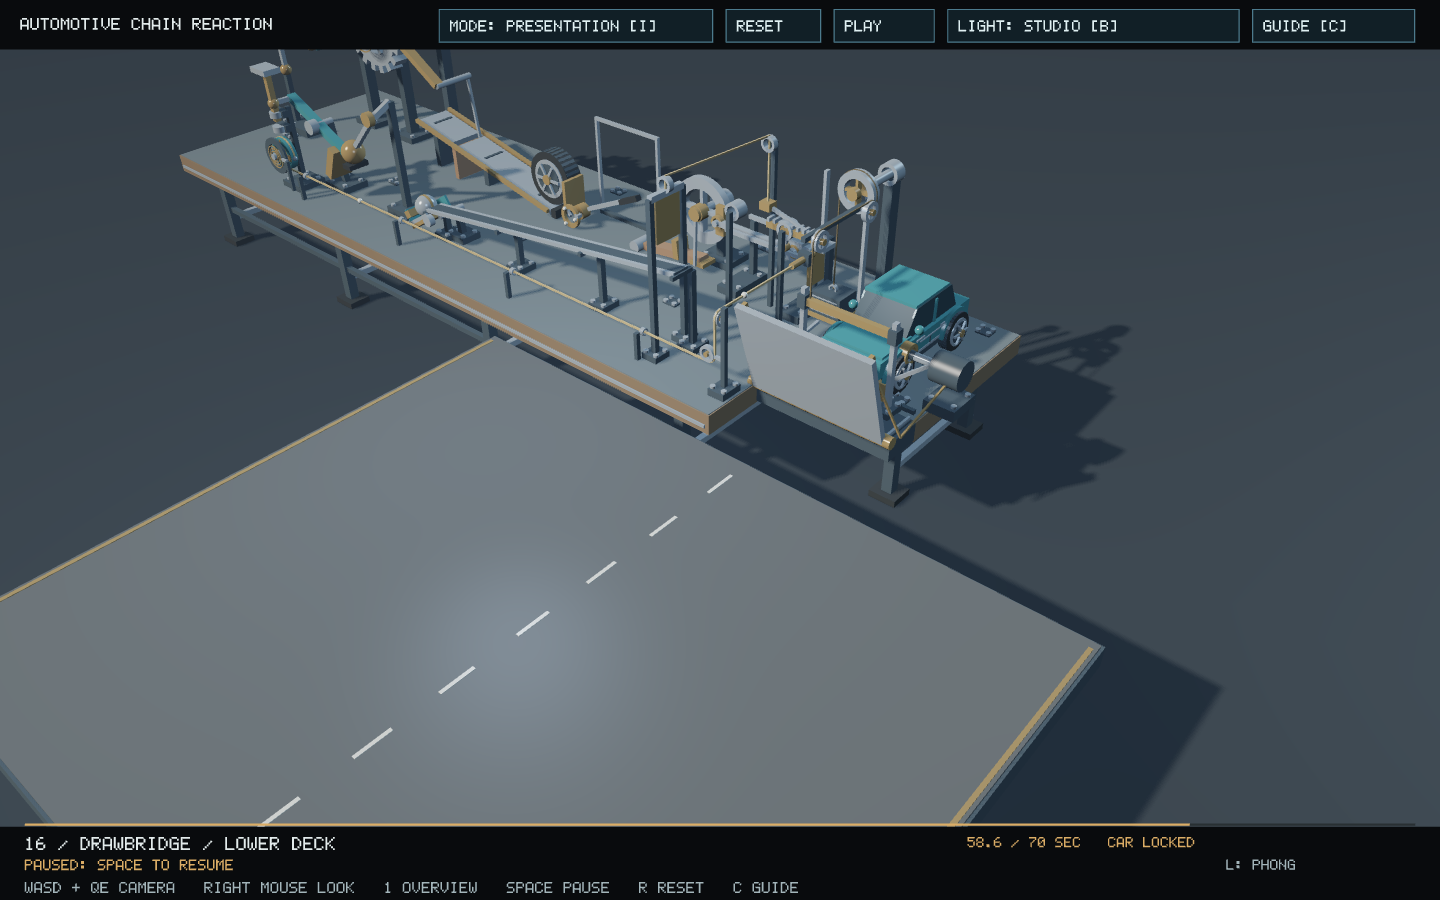 AUTOMOTIVE CHAIN REACTION
MODE: PRESENTATION [I]
RESET
PLAY
LIGHT: STUDIO [B]
GUIDE [C]
16 / DRAWBRIDGE / LOWER DECK
58.6 / 70 SEC
CAR LOCKED
PAUSED: SPACE TO RESUME
L: PHONG
WASD + QE CAMERA
RIGHT MOUSE LOOK
1 OVERVIEW
SPACE PAUSE
R RESET
C GUIDE